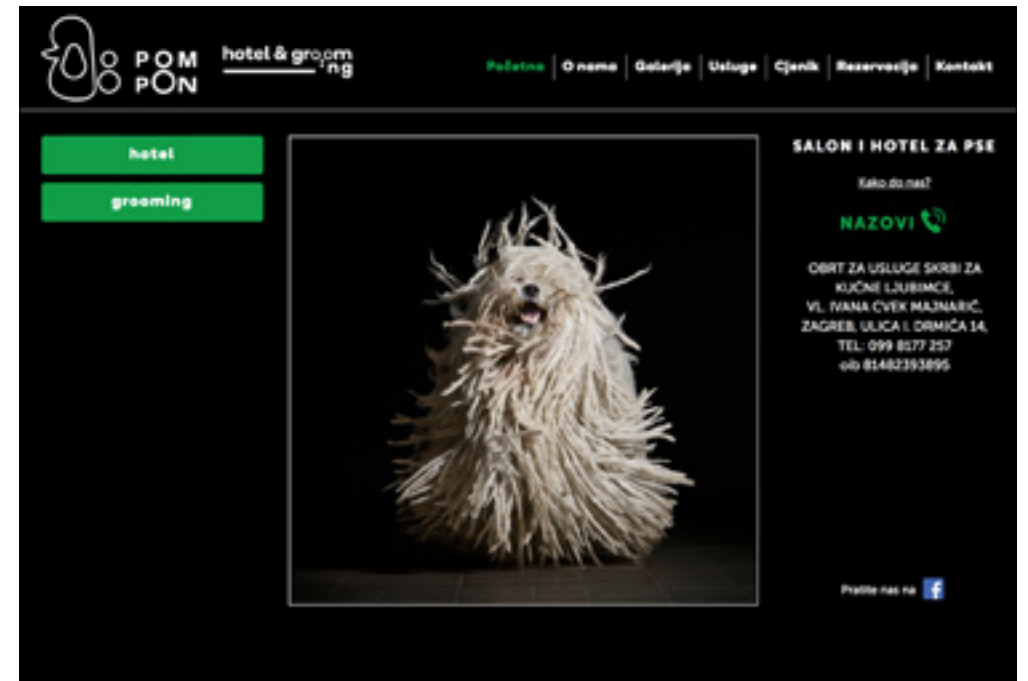 POM
PON
hotel & grooming
Početna
O nama
Galerija
Usluge
Cjenik
Rezervacije
Kontakt
hotel
grooming
SALON I HOTEL ZA PSE
Kako do nas?
NAZOVI
OBRT ZA USLUGE SKRBI ZA
KUĆNE LJUBIMCE,
VL. IVANA CVEK MAJNARIĆ,
ZAGREB, ULICA I. DRMIĆA 14,
TEL: 099 8177 257
oib 81482393895
Pratite nas na